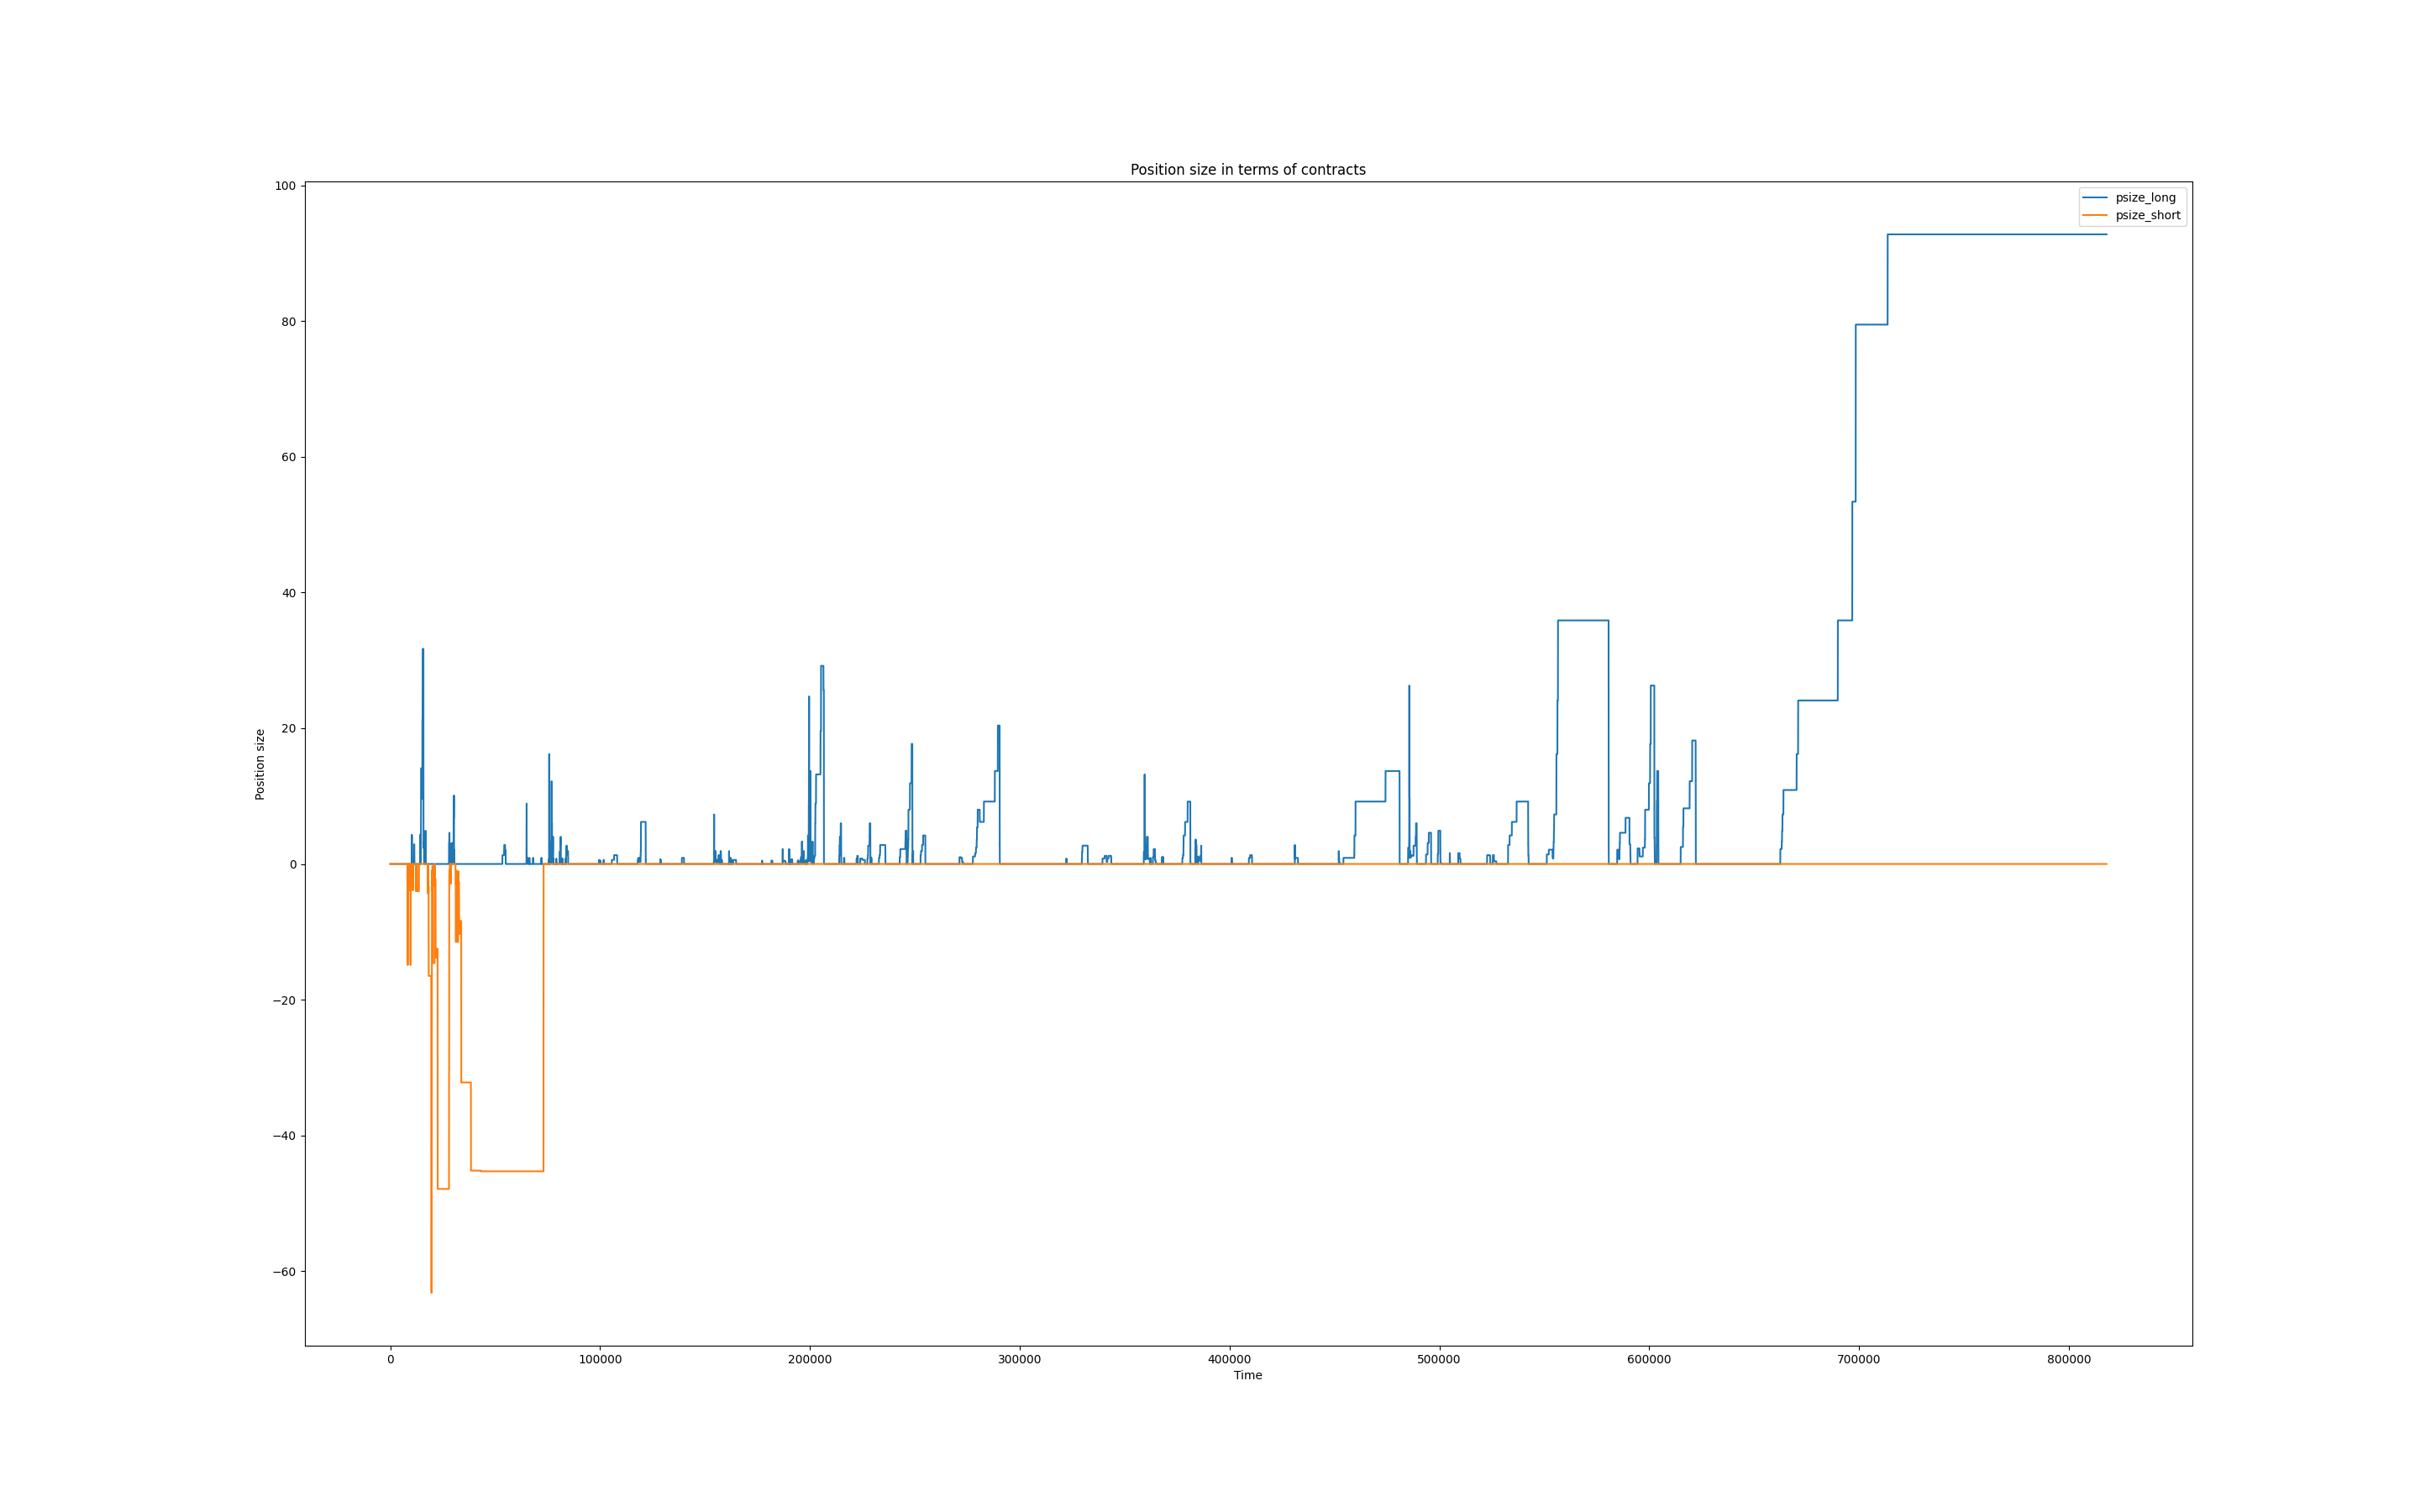 Position size in terms of contracts
psize_long
psize_short
100
80
60
40
20
0
−20
−40
−60
Position size
0 100000 200000 300000 400000 500000 600000 700000 800000
Time